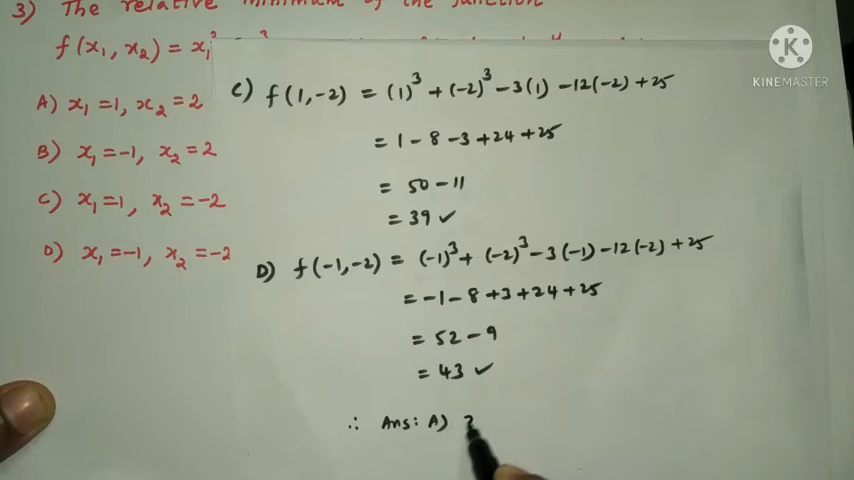 3) The relative minimum of the function
f(x₁, x₂) = x₁³
A) x₁ = 1, x₂ = 2
B) x₁ = -1, x₂ = 2
C) x₁ = 1, x₂ = -2
D) x₁ = -1, x₂ = -2
C) f(1, -2) = (1)³ + (-2)³ - 3(1) - 12(-2) + 25
= 1 - 8 - 3 + 24 + 25
= 50 - 11
= 39 ✓
D) f(-1, -2) = (-1)³ + (-2)³ - 3(-1) - 12(-2) + 25
= -1 - 8 + 3 + 24 + 25
= 52 - 9
= 43 ✓
∴ Ans: A)
KINEMASTER